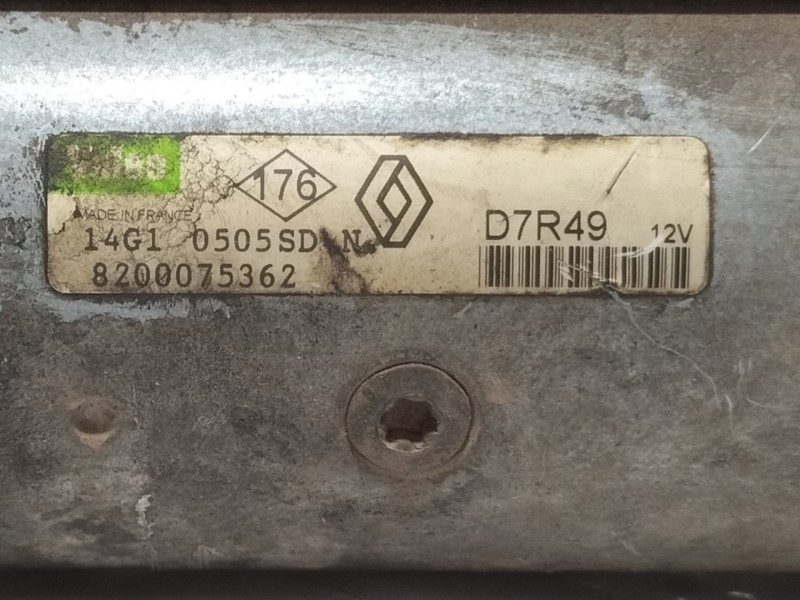 176
MADE IN FRANCE
14G1 0505SD N
8200075362
D7R49 12V